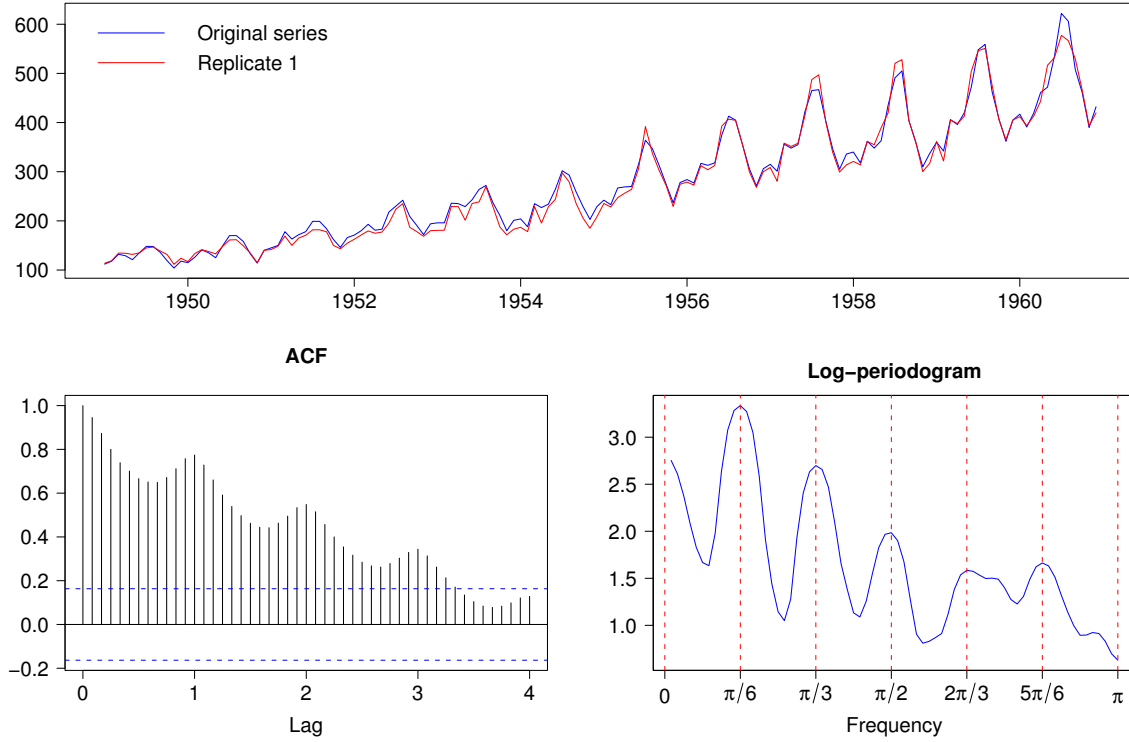 Original series
Replicate 1
600
500
400
300
200
100
1950 1952 1954 1956 1958 1960
ACF
1.0
0.8
0.6
0.4
0.2
0.0
−0.2
0 1 2 3 4
Lag
Log−periodogram
3.0
2.5
2.0
1.5
1.0
0 π/6 π/3 π/2 2π/3 5π/6 π
Frequency